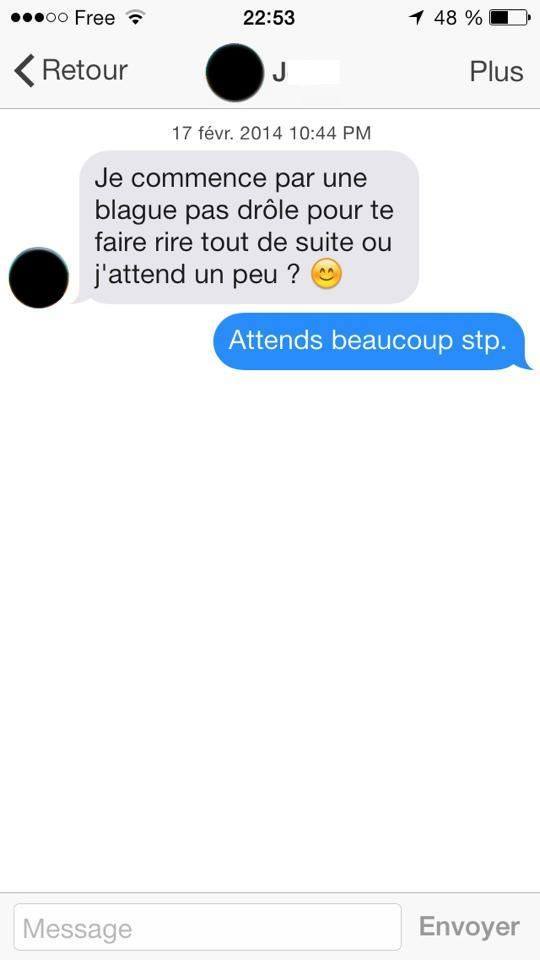 Free 22:53 48 %
Retour J Plus
17 févr. 2014 10:44 PM
Je commence par une
blague pas drôle pour te
faire rire tout de suite ou
j'attend un peu ? 😊
Attends beaucoup stp.
Message Envoyer